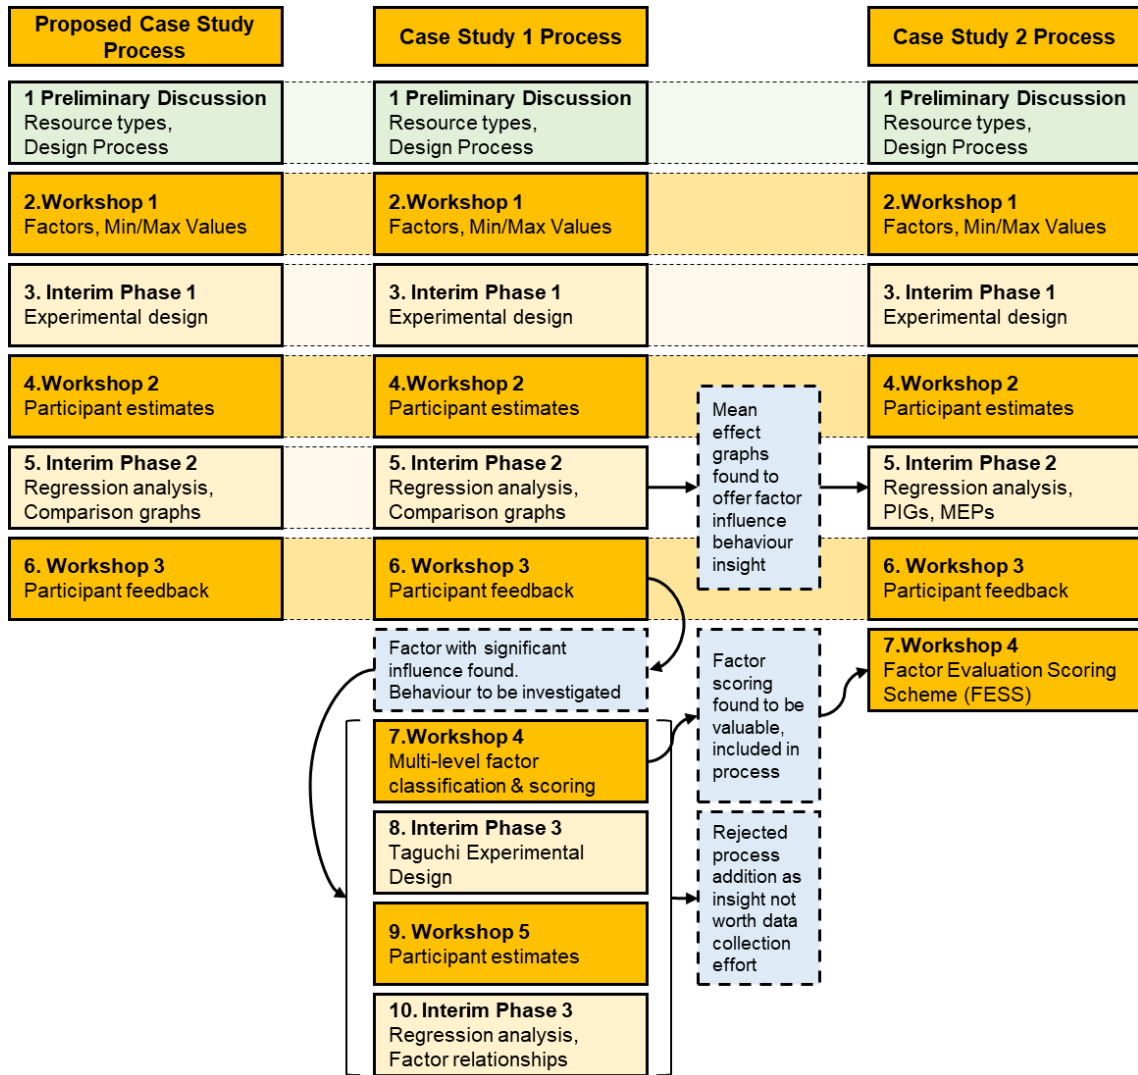 Proposed Case Study
Process
Case Study 1 Process
Case Study 2 Process
1 Preliminary Discussion
Resource types,
Design Process
1 Preliminary Discussion
Resource types,
Design Process
1 Preliminary Discussion
Resource types,
Design Process
2.Workshop 1
Factors, Min/Max Values
2.Workshop 1
Factors, Min/Max Values
2.Workshop 1
Factors, Min/Max Values
3. Interim Phase 1
Experimental design
3. Interim Phase 1
Experimental design
3. Interim Phase 1
Experimental design
4.Workshop 2
Participant estimates
4.Workshop 2
Participant estimates
Mean
effect
graphs
found to
offer factor
influence
behaviour
insight
4.Workshop 2
Participant estimates
5. Interim Phase 2
Regression analysis,
Comparison graphs
5. Interim Phase 2
Regression analysis,
Comparison graphs
5. Interim Phase 2
Regression analysis,
PIGs, MEPs
6. Workshop 3
Participant feedback
6. Workshop 3
Participant feedback
6. Workshop 3
Participant feedback
Factor with significant
influence found.
Behaviour to be investigated
Factor
scoring
found to be
valuable,
included in
process
7.Workshop 4
Factor Evaluation Scoring
Scheme (FESS)
7.Workshop 4
Multi-level factor
classification & scoring
8. Interim Phase 3
Taguchi Experimental
Design
Rejected
process
addition as
insight not
worth data
collection
effort
9. Workshop 5
Participant estimates
10. Interim Phase 3
Regression analysis,
Factor relationships